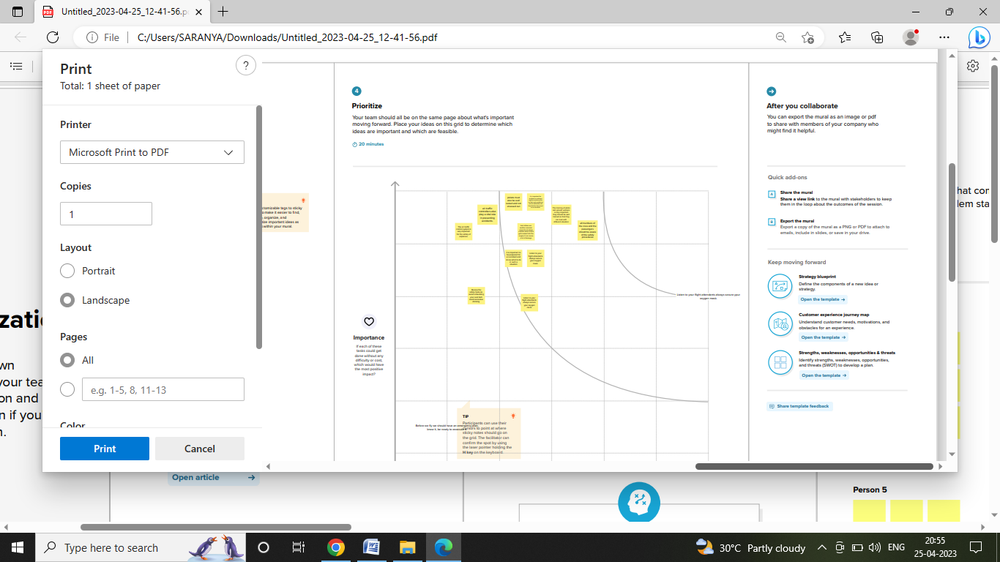 Untitled_2023-04-25_12-41-56.p
File
C:/Users/SARANYA/Downloads/Untitled_2023-04-25_12-41-56.pdf
Print
?
Total: 1 sheet of paper
Printer
Microsoft Print to PDF
Copies
1
Layout
Portrait
Landscape
Pages
All
e.g. 1-5, 8, 11-13
Color
Print
Cancel
customizable tags to sticky
make it easier to find,
, organize, and
important ideas as
within your mural.
4
Prioritize
Your team should all be on the same page about what's important
moving forward. Place your ideas on this grid to determine which
ideas are important and which are feasible.
20 minutes
Importance
If each of these
tasks could get
done without any
difficulty or cost,
which would have
the most positive
impact?
Listen to your flight attendants always secure your
oxygen mask.
Before we fly we should have an emergency plan
TIP
Participants can use their
cursors to point at where
sticky notes should go on
the grid. The facilitator can
confirm the spot by using
the laser pointer holding the
H key on the keyboard.
After you collaborate
You can export the mural as an image or pdf
to share with members of your company who
might find it helpful.
Quick add-ons
A
Share the mural
Share a view link to the mural with stakeholders to keep
them in the loop about the outcomes of the session.
B
Export the mural
Export a copy of the mural as a PNG or PDF to attach to
emails, include in slides, or save in your drive.
Keep moving forward
Strategy blueprint
Define the components of a new idea or
strategy.
Open the template
Customer experience journey map
Understand customer needs, motivations, and
obstacles for an experience.
Open the template
Strengths, weaknesses, opportunities & threats
Identify strengths, weaknesses, opportunities,
and threats (SWOT) to develop a plan.
Open the template
Share template feedback
zatio
wn
your tea
on and
n if you
n.
hat cor
lem sta
Open article
Person 5
Type here to search
30°C Partly cloudy
ENG
20:55
25-04-2023